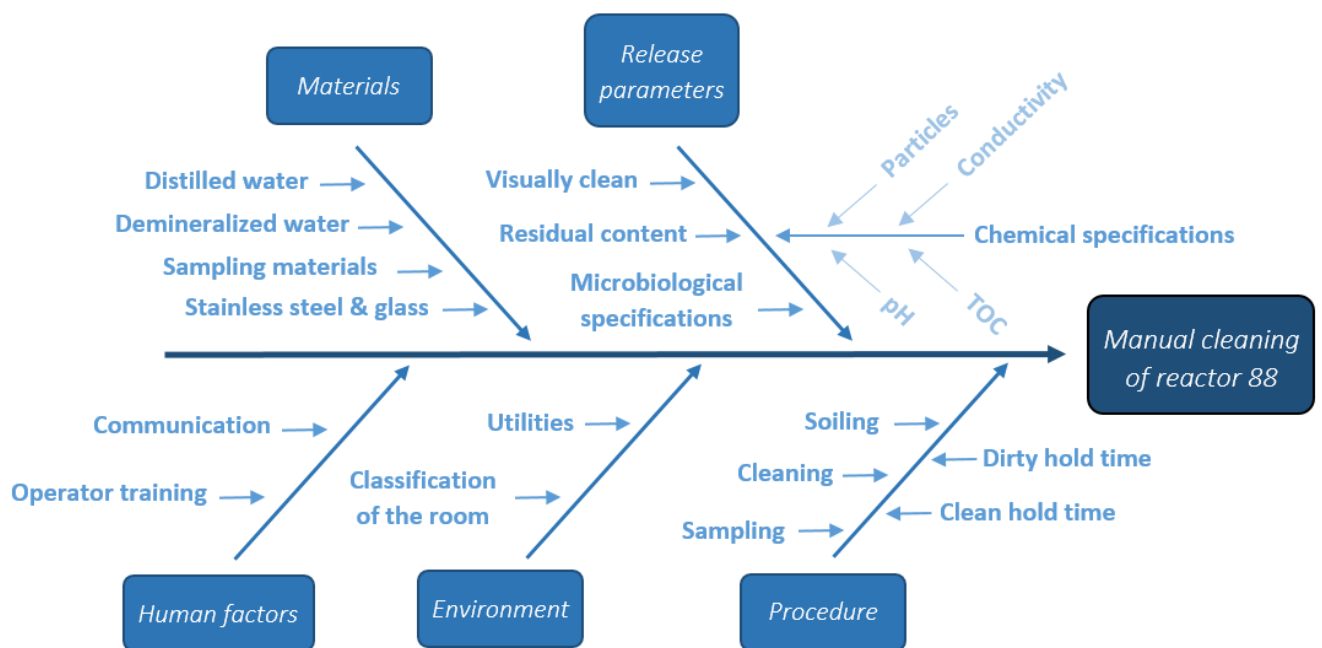 Materials
Release
parameters
Distilled water
Demineralized water
Sampling materials
Stainless steel & glass
Visually clean
Residual content
Microbiological
specifications
Particles
Conductivity
Chemical specifications
pH
TOC
Manual cleaning
of reactor 88
Communication
Operator training
Utilities
Classification
of the room
Soiling
Dirty hold time
Cleaning
Clean hold time
Sampling
Human factors
Environment
Procedure